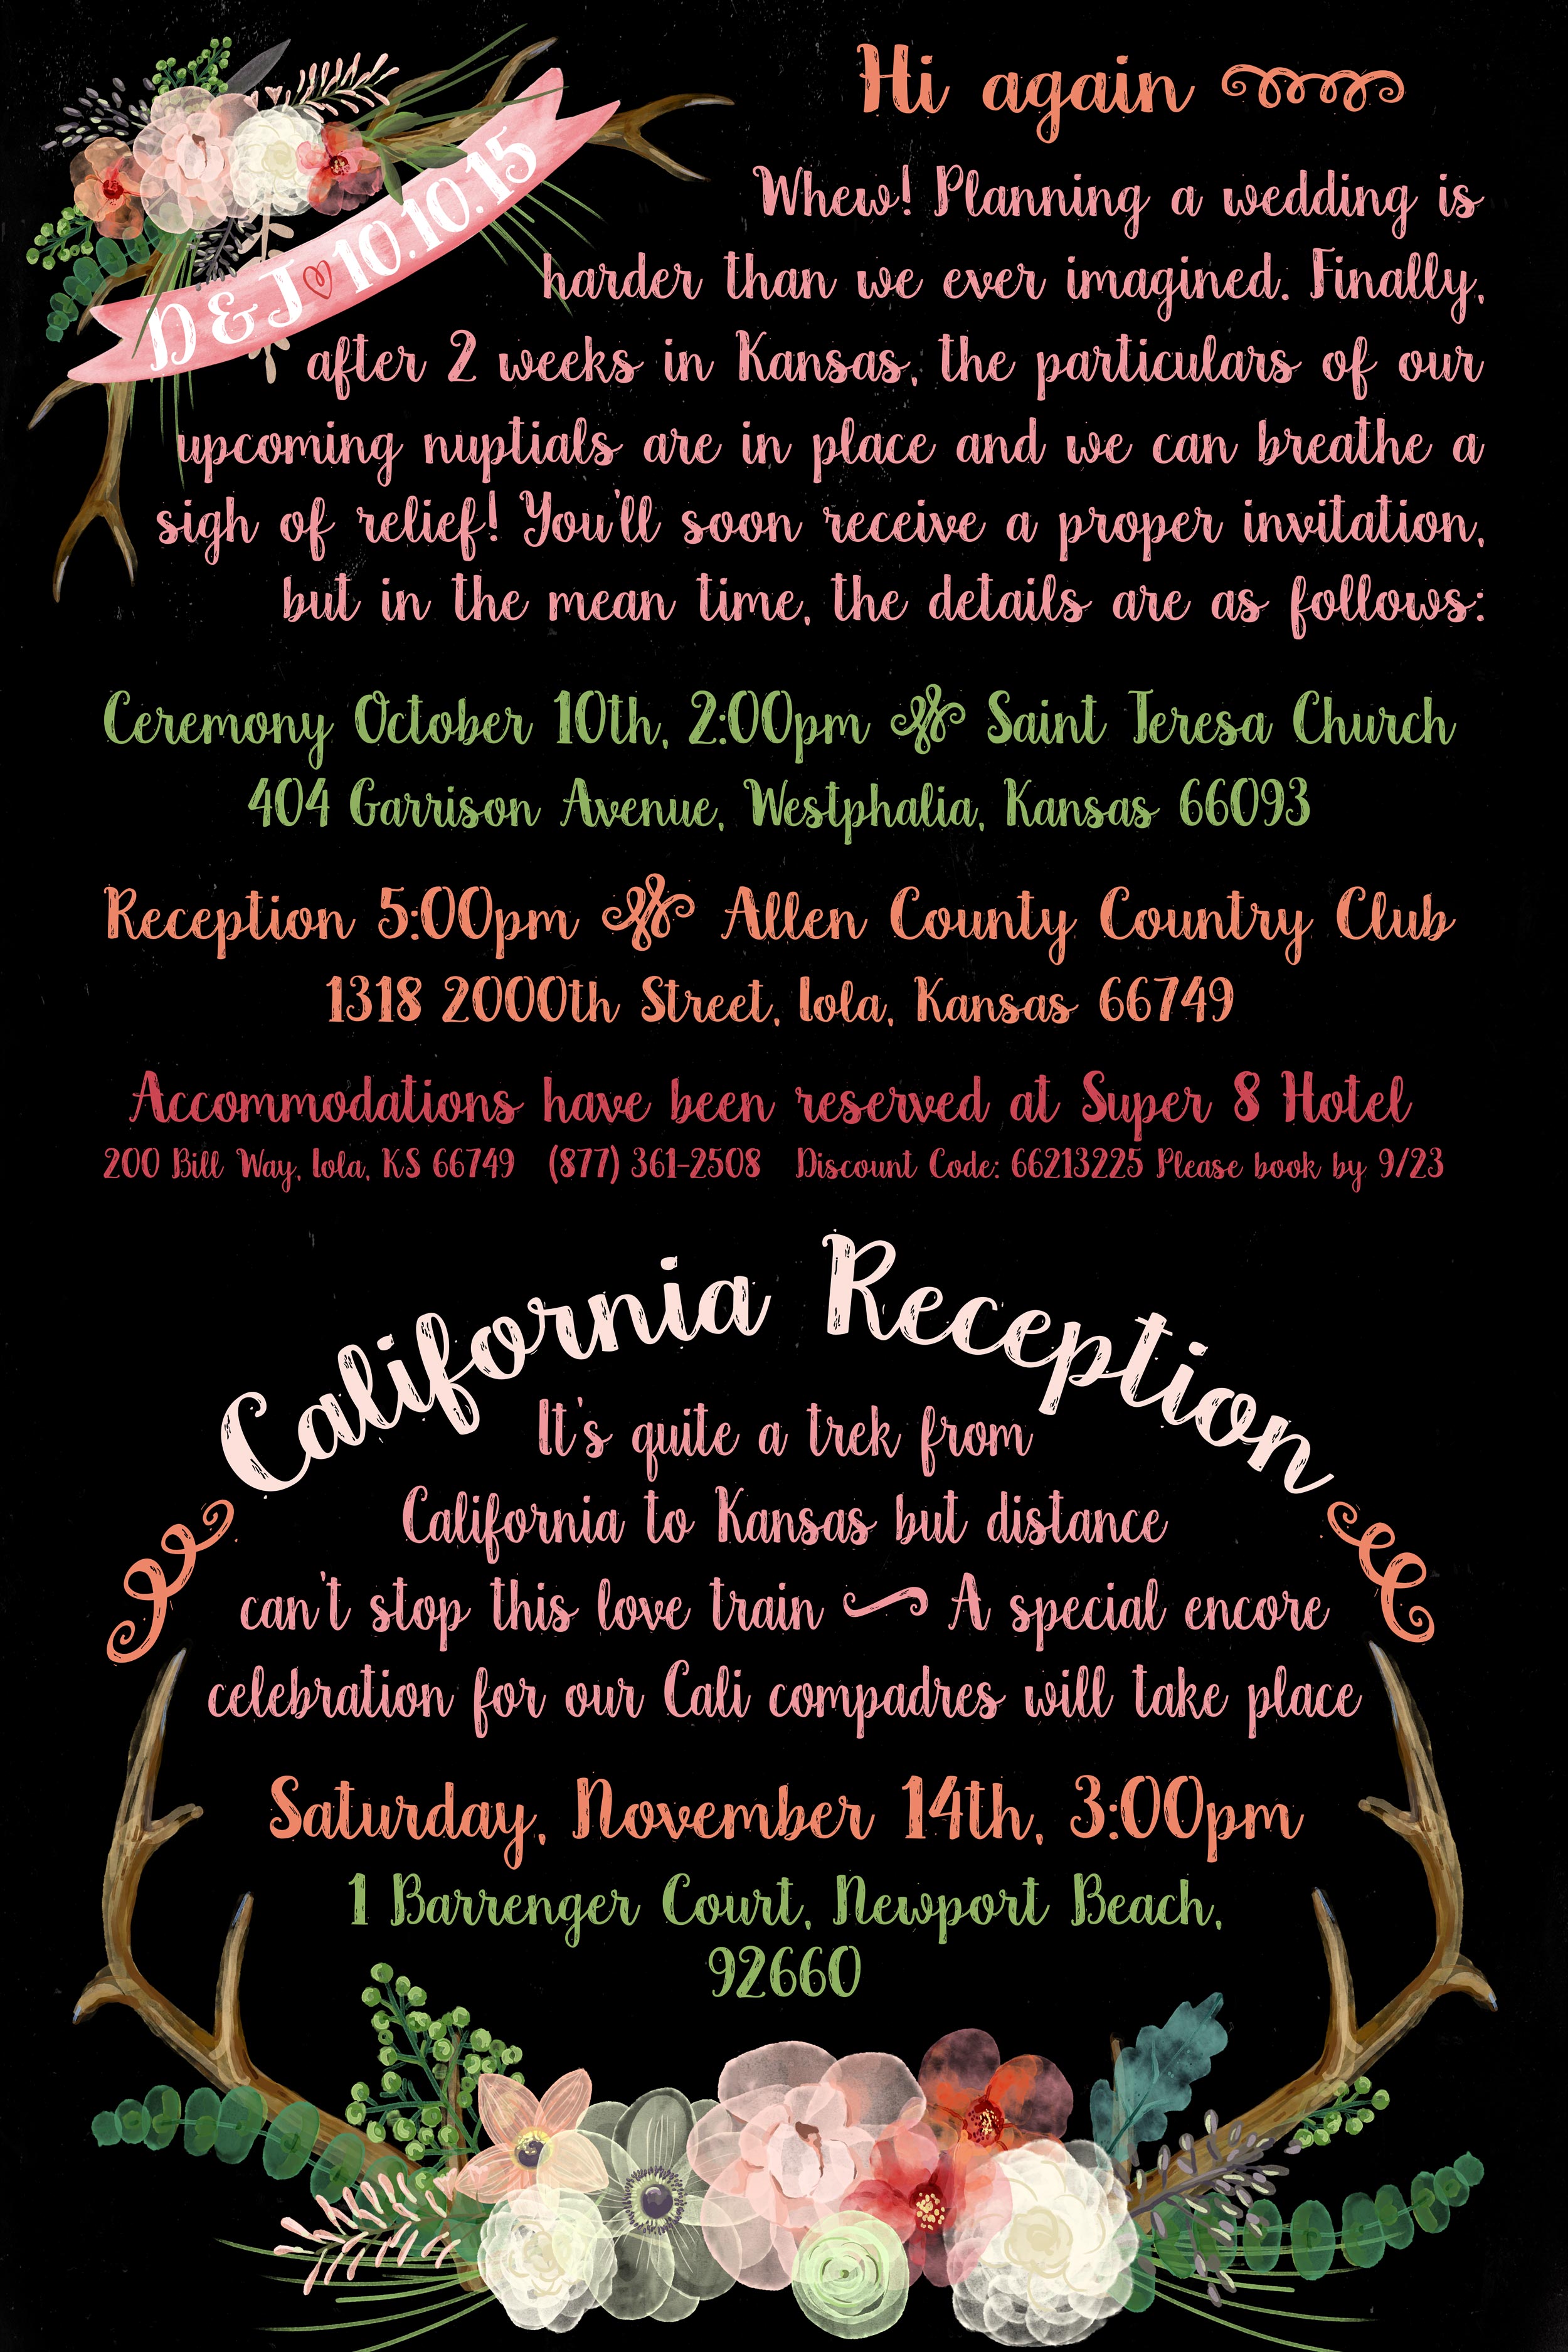 D & J 10.10.15
Hi again
Whew! Planning a wedding is
harder than we ever imagined. Finally,
after 2 weeks in Kansas, the particulars of our
upcoming nuptials are in place and we can breathe a
sigh of relief! You'll soon receive a proper invitation,
but in the mean time, the details are as follows:
Ceremony October 10th, 2:00pm Saint Teresa Church
404 Garrison Avenue, Westphalia, Kansas 66093
Reception 5:00pm Allen County Country Club
1318 2000th Street, Iola, Kansas 66749
Accommodations have been reserved at Super 8 Hotel
200 Bill Way, Iola, KS 66749 (877) 361-2508 Discount Code: 66213225 Please book by 9/23
California Reception
It's quite a trek from
California to Kansas but distance
can't stop this love train ~ A special encore
celebration for our Cali compadres will take place
Saturday, November 14th, 3:00pm
1 Barrenger Court, Newport Beach,
92660